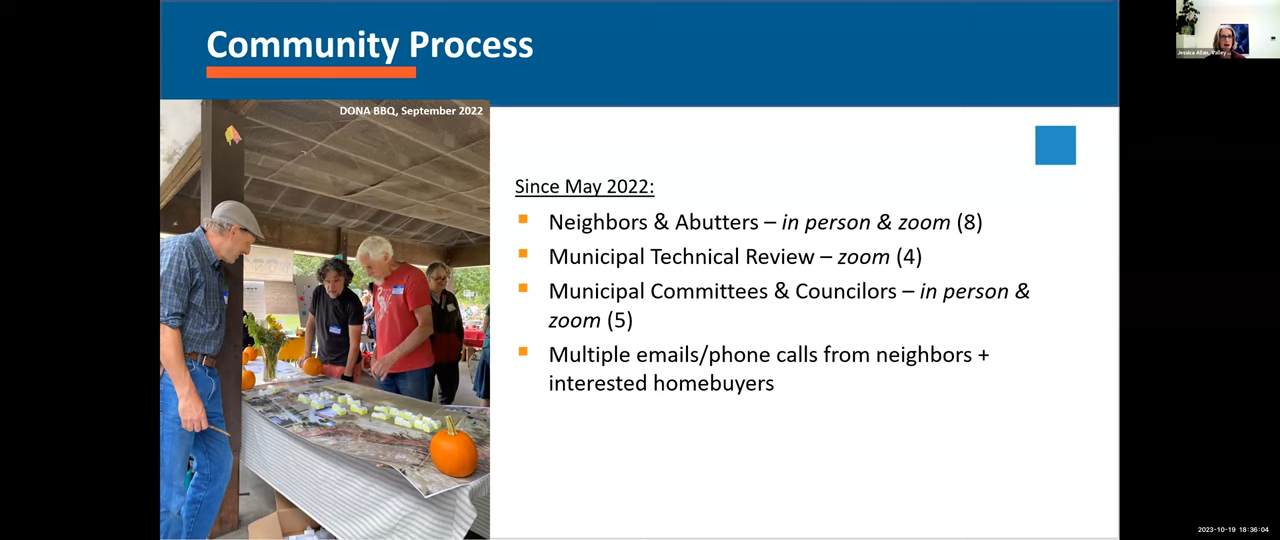 Community Process
DONA BBQ, September 2022
Since May 2022:
Neighbors & Abutters – in person & zoom (8)
Municipal Technical Review – zoom (4)
Municipal Committees & Councilors – in person &
zoom (5)
Multiple emails/phone calls from neighbors +
interested homebuyers
Jessica Allan, Valley ...
2023-10-19 18:36:04